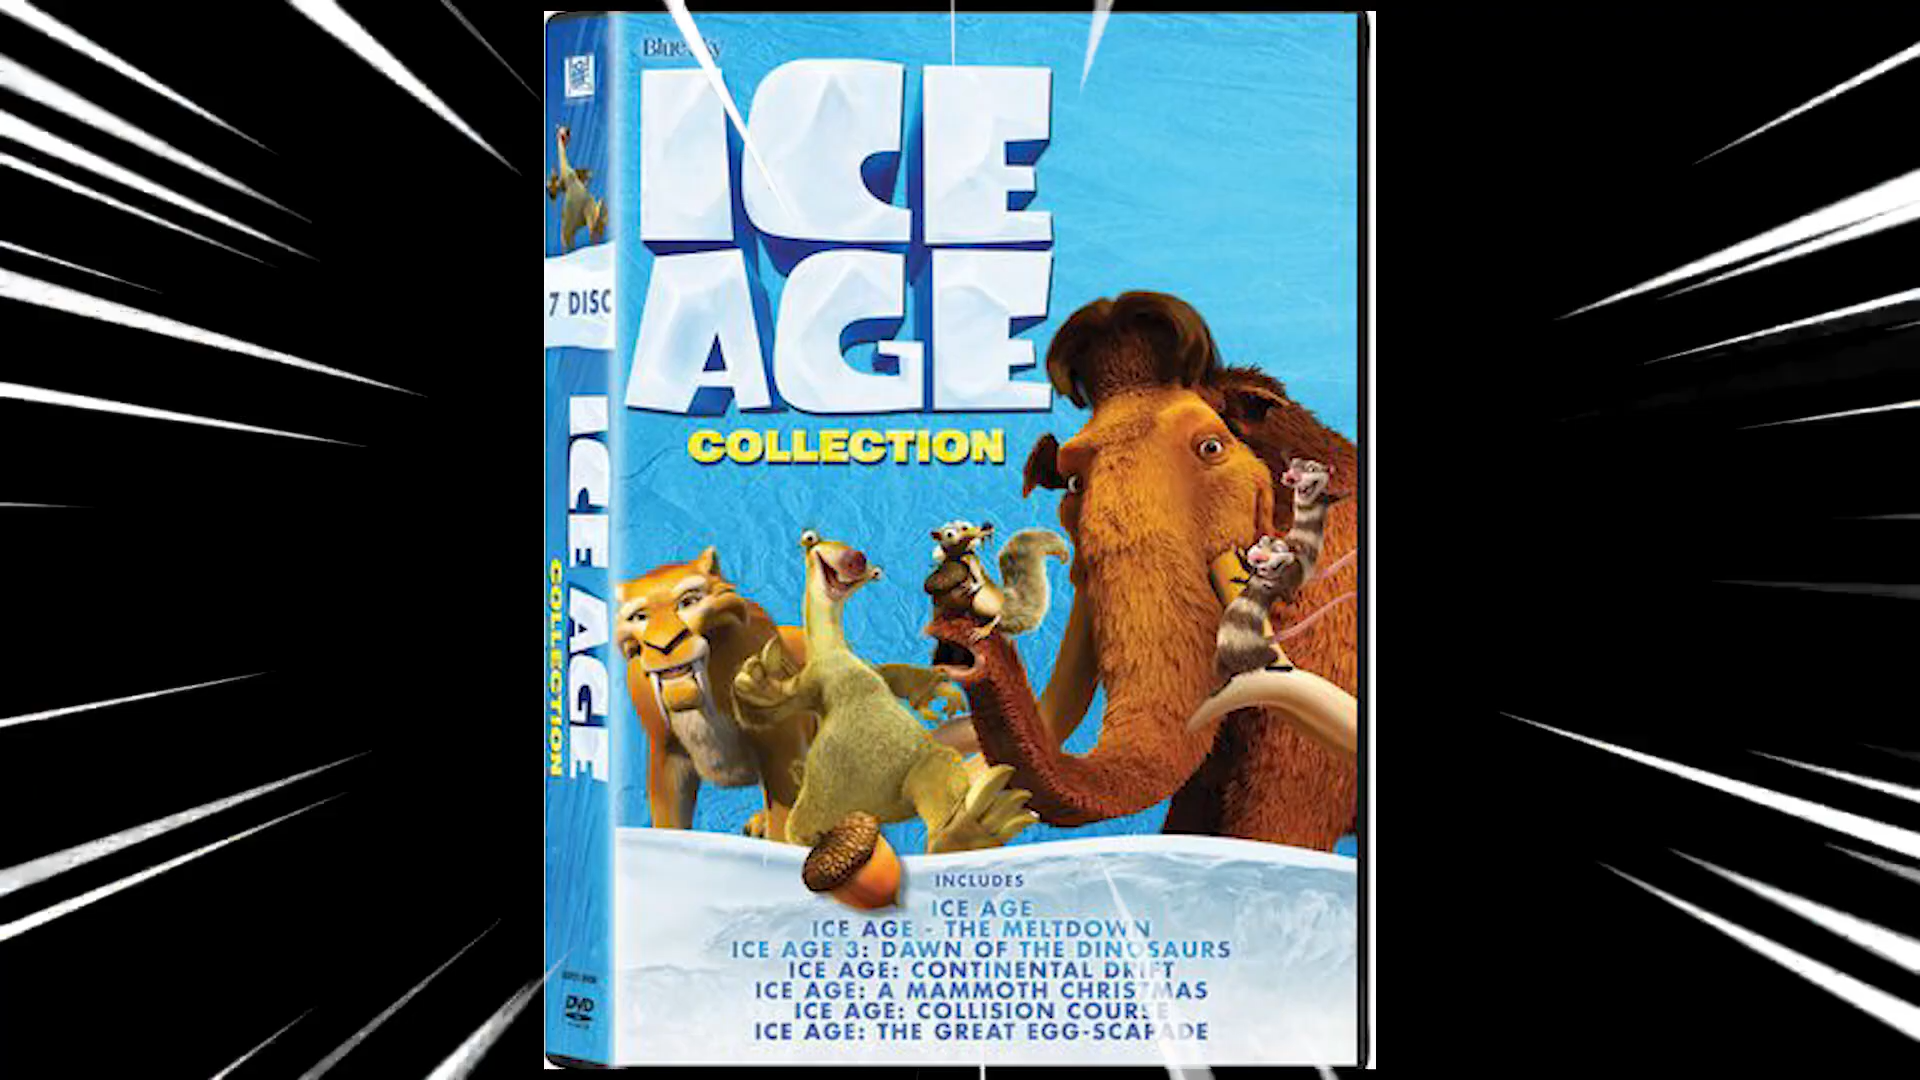 Blue Sky
ICE
AGE
COLLECTION
7 DISC
ICE AGE
COLLECTION
DVD
INCLUDES
ICE AGE
ICE AGE - THE MELTDOWN
ICE AGE 3: DAWN OF THE DINOSAURS
ICE AGE: CONTINENTAL DRIFT
ICE AGE: A MAMMOTH CHRISTMAS
ICE AGE: COLLISION COURSE
ICE AGE: THE GREAT EGG-SCAPADE